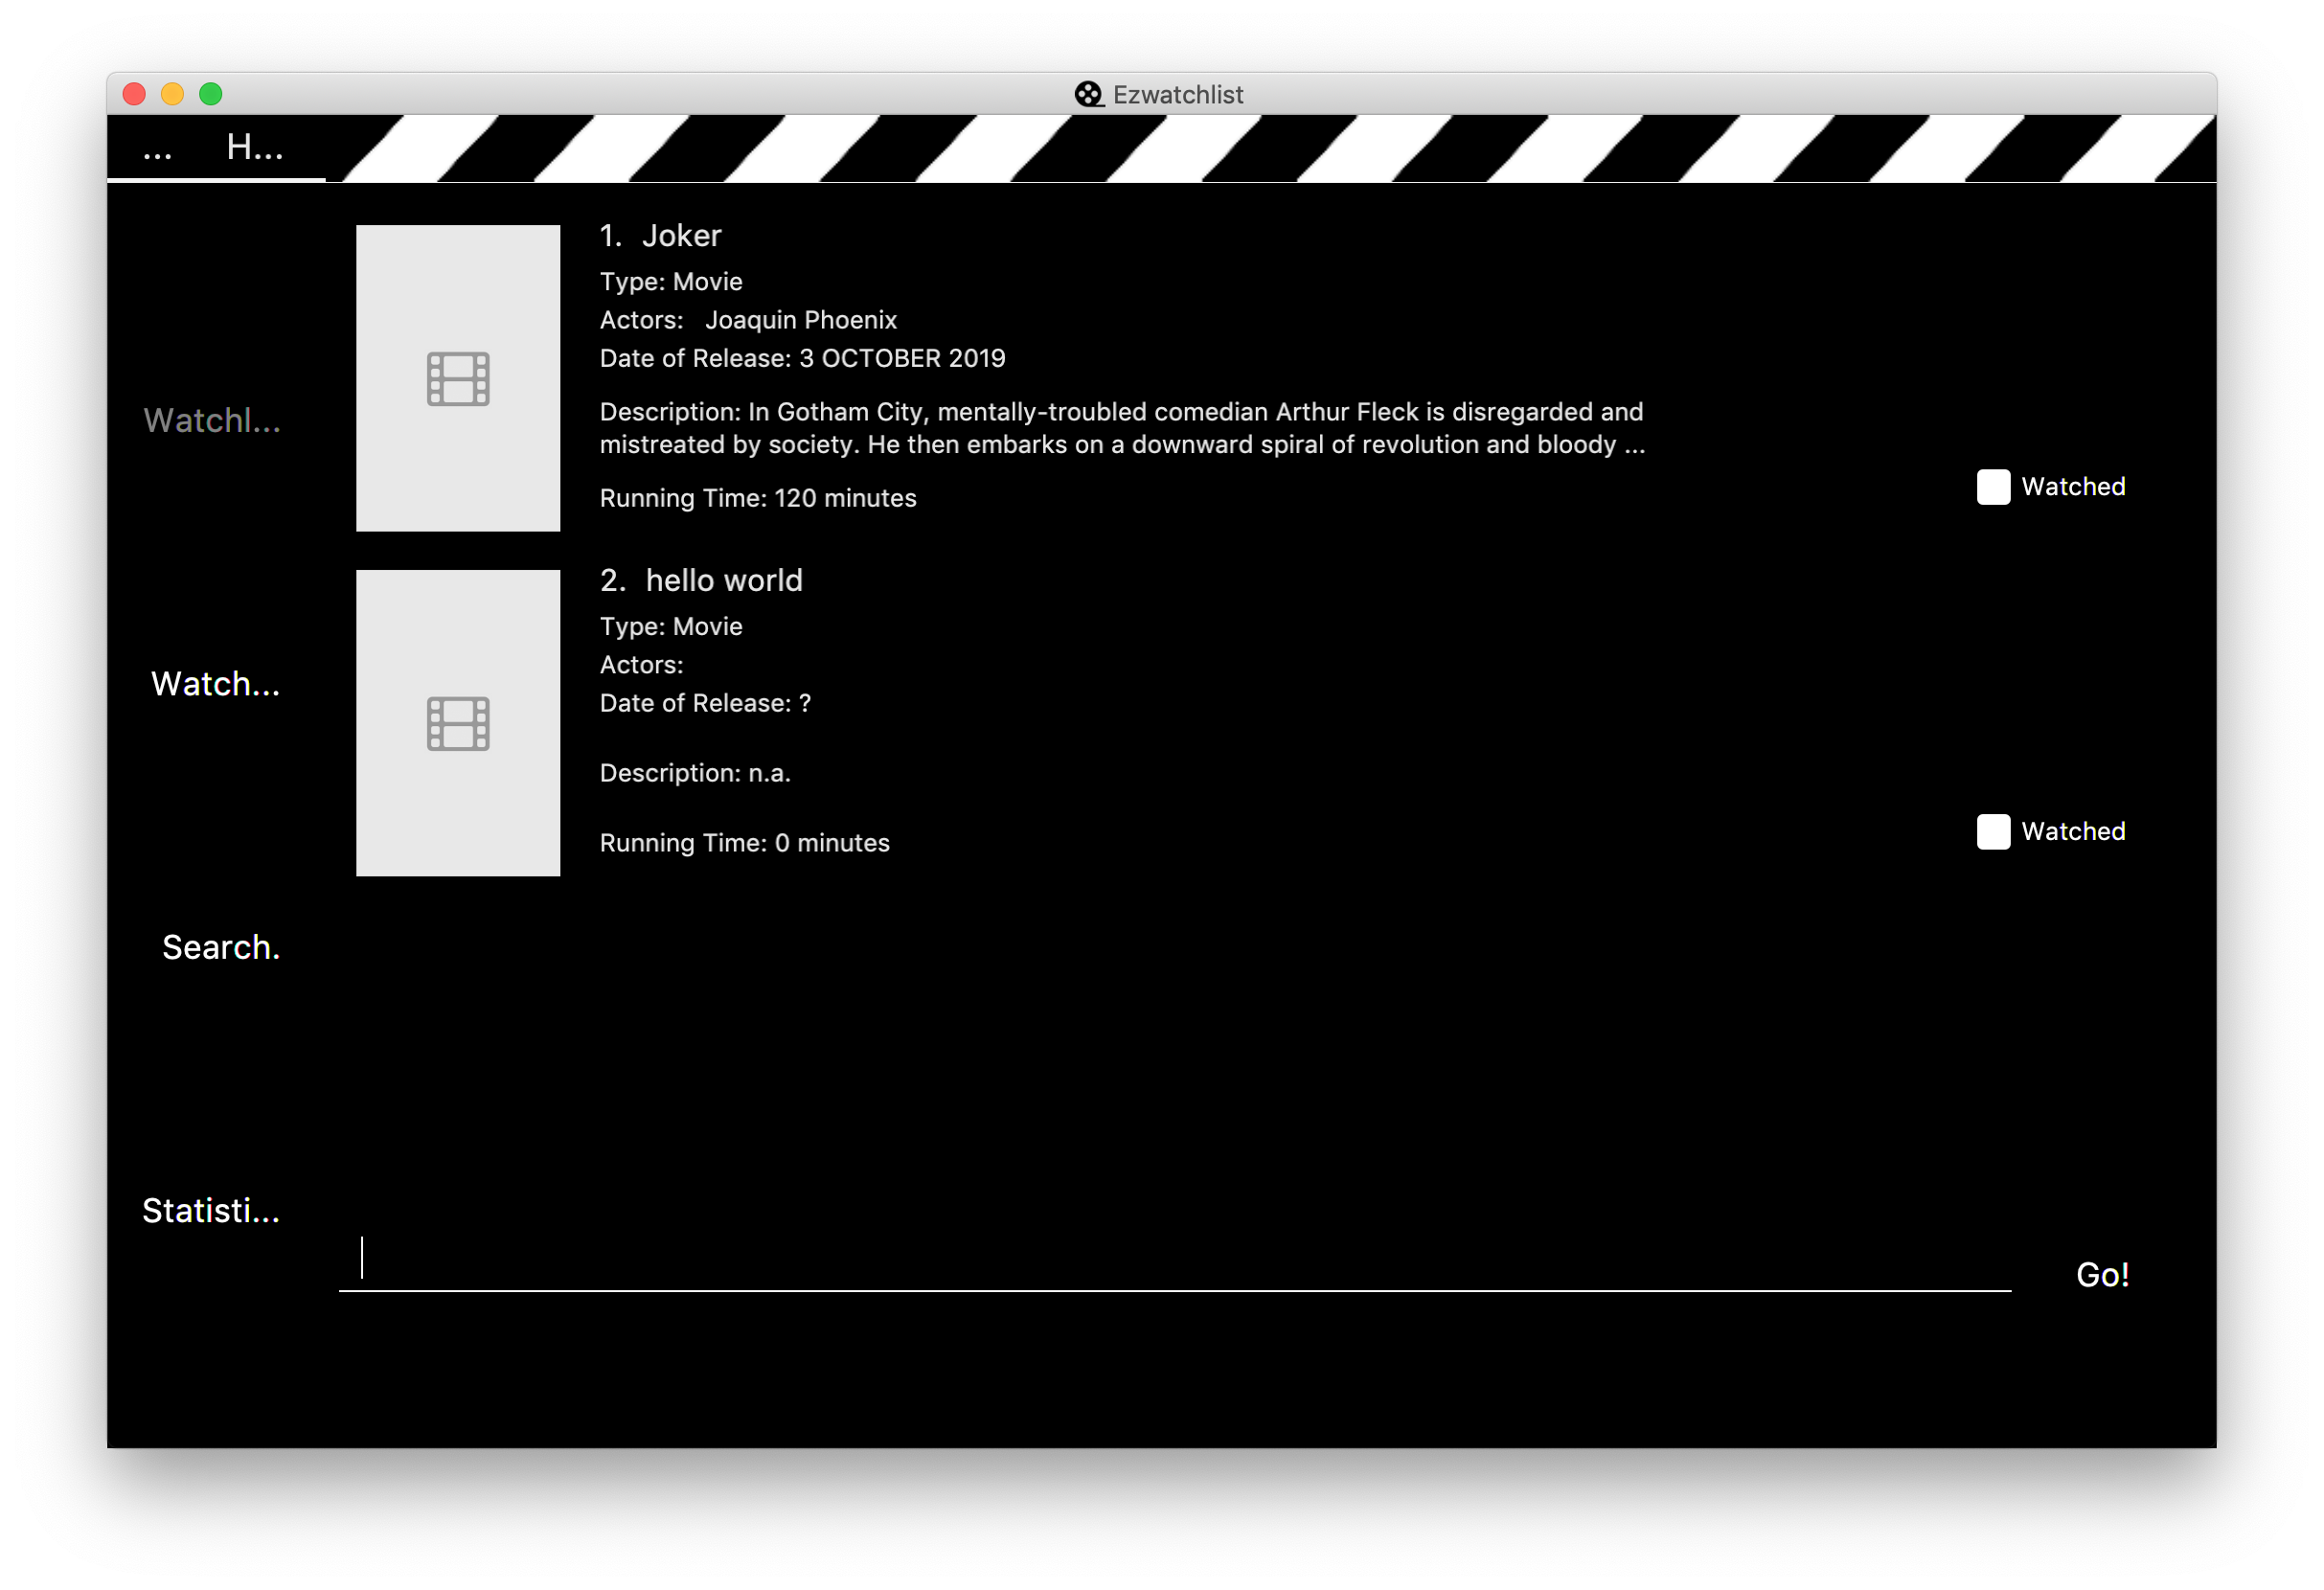 Ezwatchlist
... H...
Watchl...
Watch...
Search.
Statisti...
1. Joker
Type: Movie
Actors: Joaquin Phoenix
Date of Release: 3 OCTOBER 2019
Description: In Gotham City, mentally-troubled comedian Arthur Fleck is disregarded and
mistreated by society. He then embarks on a downward spiral of revolution and bloody ...
Running Time: 120 minutes
Watched
2. hello world
Type: Movie
Actors:
Date of Release: ?
Description: n.a.
Running Time: 0 minutes
Watched
Go!